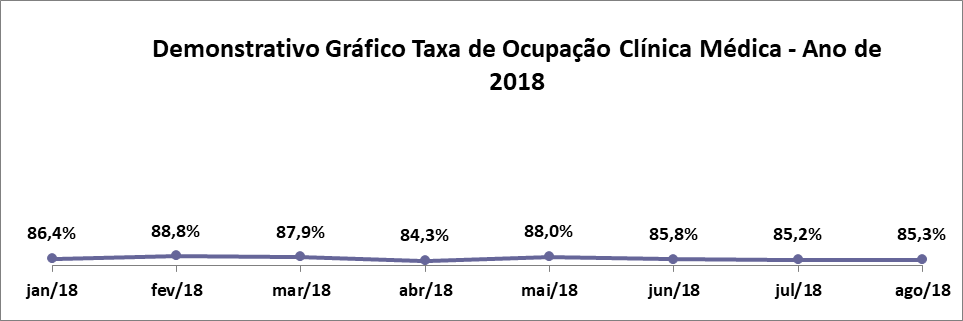 Demonstrativo Gráfico Taxa de Ocupação Clínica Médica - Ano de
2018
86,4% 88,8% 87,9% 84,3% 88,0% 85,8% 85,2% 85,3%
jan/18 fev/18 mar/18 abr/18 mai/18 jun/18 jul/18 ago/18